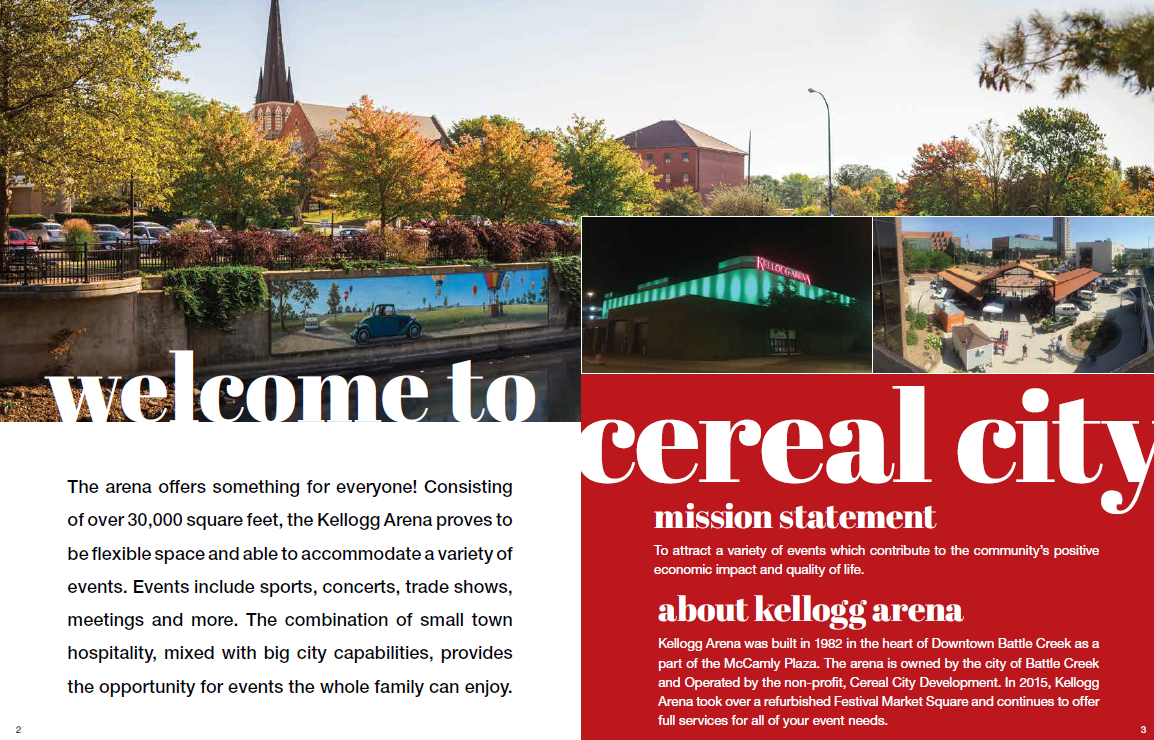 KELLOGG ARENA
welcome to
cereal city
The arena offers something for everyone! Consisting
of over 30,000 square feet, the Kellogg Arena proves to
be flexible space and able to accommodate a variety of
events. Events include sports, concerts, trade shows,
meetings and more. The combination of small town
hospitality, mixed with big city capabilities, provides
the opportunity for events the whole family can enjoy.
2
mission statement
To attract a variety of events which contribute to the community's positive
economic impact and quality of life.
about kellogg arena
Kellogg Arena was built in 1982 in the heart of Downtown Battle Creek as a
part of the McCamly Plaza. The arena is owned by the city of Battle Creek
and Operated by the non-profit, Cereal City Development. In 2015, Kellogg
Arena took over a refurbished Festival Market Square and continues to offer
full services for all of your event needs.
3